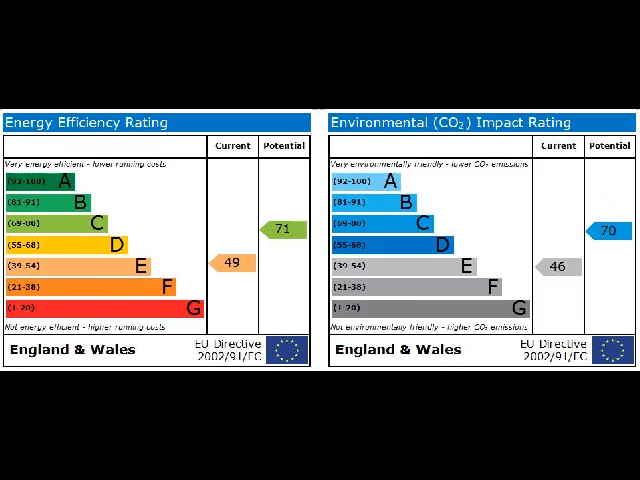 Energy Efficiency Rating
Current Potential
Very energy efficient - lower running costs
(92-100) A
(81-91) B
(69-80) C
71
(55-68) D
(39-54) E
49
(21-38) F
(1-20) G
Not energy efficient - higher running costs
England & Wales
EU Directive
2002/91/EC
Environmental (CO₂) Impact Rating
Current Potential
Very environmentally friendly - lower CO₂ emissions
(92-100) A
(81-91) B
(69-80) C
70
(55-68) D
(39-54) E
46
(21-38) F
(1-20) G
Not environmentally friendly - higher CO₂ emissions
England & Wales
EU Directive
2002/91/EC